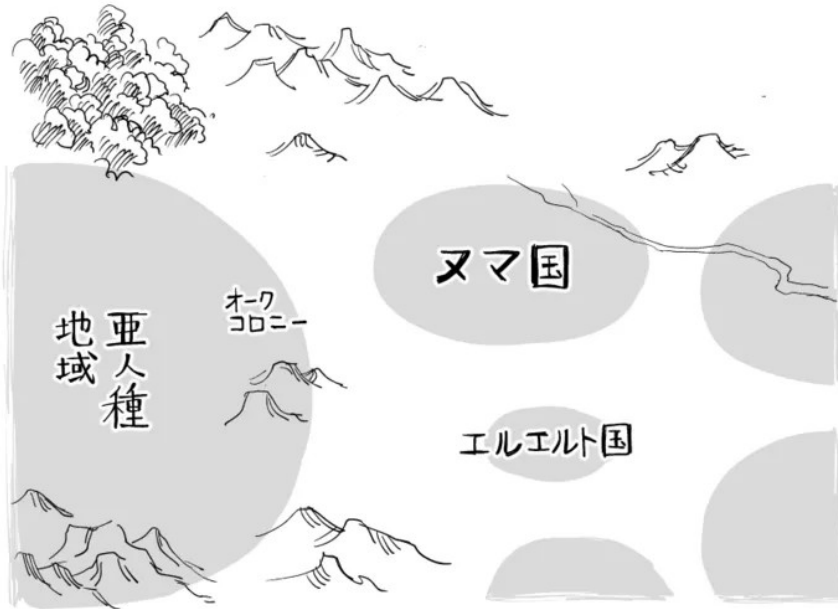 亜人種
地域
オーク
コロニー
ヌマ国
エルエルト国